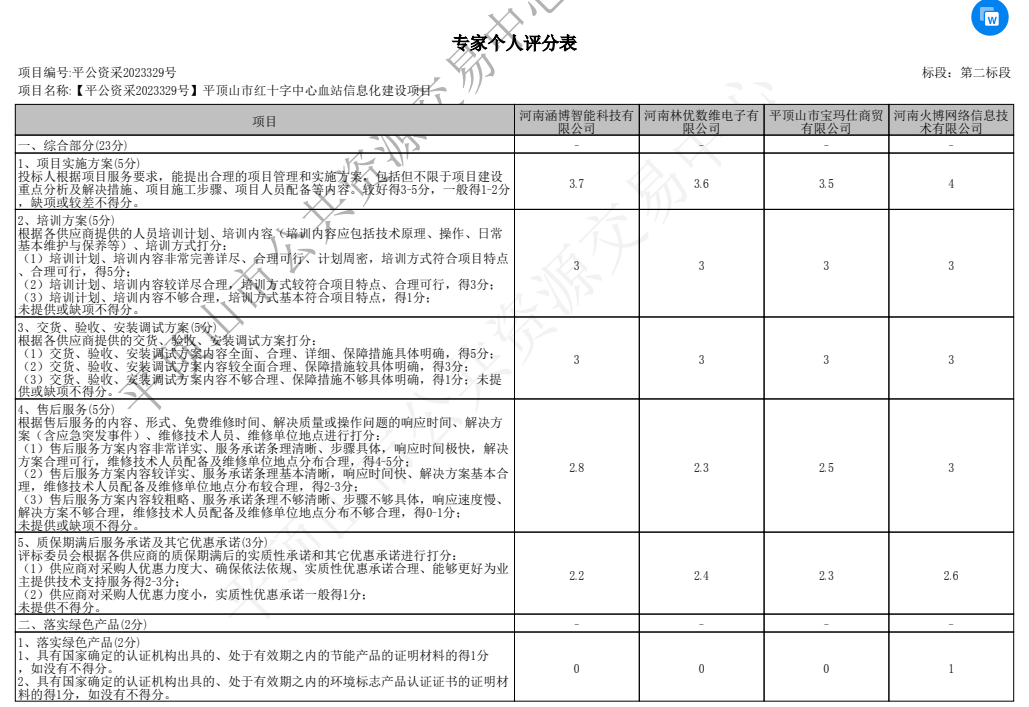 专家个人评分表
项目编号:平公资采2023329号
标段：第二标段
项目名称:【平公资采2023329号】平顶山市红十字中心血站信息化建设项目
项目
河南涵博智能科技有
限公司
河南林优数维电子有
限公司
平顶山市宝玛仕商贸
有限公司
河南火博网络信息技
术有限公司
一、综合部分(23分)
-
-
-
-
1、项目实施方案(5分)
投标人根据项目服务要求，能提出合理的项目管理和实施方案，包括但不限于项目建设
重点分析及解决措施、项目施工步骤、项目人员配备等内容。较好得3-5分，一般得1-2分
，缺项或较差不得分。
3.7
3.6
3.5
4
2、培训方案(5分)
根据各供应商提供的人员培训计划、培训内容（培训内容应包括技术原理、操作、日常
基本维护与保养等）、培训方式打分：
（1）培训计划、培训内容非常完善详尽、合理可行、计划周密，培训方式符合项目特点
、合理可行，得5分；
（2）培训计划、培训内容较详尽合理，培训方式较符合项目特点、合理可行，得3分；
（3）培训计划、培训内容不够合理，培训方式基本符合项目特点，得1分；
未提供或缺项不得分。
3
3
3
3
3、交货、验收、安装调试方案(5分)
根据各供应商提供的交货、验收、安装调试方案打分：
（1）交货、验收、安装调试方案内容全面、合理、详细、保障措施具体明确，得5分；
（2）交货、验收、安装调试方案内容较全面合理、保障措施较具体明确，得3分；
（3）交货、验收、安装调试方案内容不够合理、保障措施不够具体明确，得1分；未提
供或缺项不得分。
3
3
3
3
4、售后服务(5分)
根据售后服务的内容、形式、免费维修时间、解决质量或操作问题的响应时间、解决方
案（含应急突发事件）、维修技术人员、维修单位地点进行打分：
（1）售后服务方案内容非常详实、服务承诺条理清晰、步骤具体，响应时间极快，解决
方案合理可行，维修技术人员配备及维修单位地点分布合理，得4-5分；
（2）售后服务方案内容较详实、服务承诺条理基本清晰，响应时间快、解决方案基本合
理，维修技术人员配备及维修单位地点分布较合理，得2-3分；
（3）售后服务方案内容较粗略、服务承诺条理不够清晰、步骤不够具体，响应速度慢、
解决方案不够合理，维修技术人员配备及维修单位地点分布不够合理，得0-1分；
未提供或缺项不得分。
2.8
2.3
2.5
3
5、质保期满后服务承诺及其它优惠承诺(3分)
评标委员会根据各供应商的质保期满后的实质性承诺和其它优惠承诺进行打分：
（1）供应商对采购人优惠力度大、确保依法依规、实质性优惠承诺合理、能够更好为业
主提供技术支持服务得2-3分；
（2）供应商对采购人优惠力度小，实质性优惠承诺一般得1分；
未提供不得分。
2.2
2.4
2.3
2.6
二、落实绿色产品(2分)
-
-
-
-
1、落实绿色产品(2分)
1、具有国家确定的认证机构出具的、处于有效期之内的节能产品的证明材料的得1分
，如没有不得分。
2、具有国家确定的认证机构出具的、处于有效期之内的环境标志产品认证证书的证明材
料的得1分，如没有不得分。
0
0
0
1
平顶山市公共资源交易中心
平顶山市公共资源交易中心
W